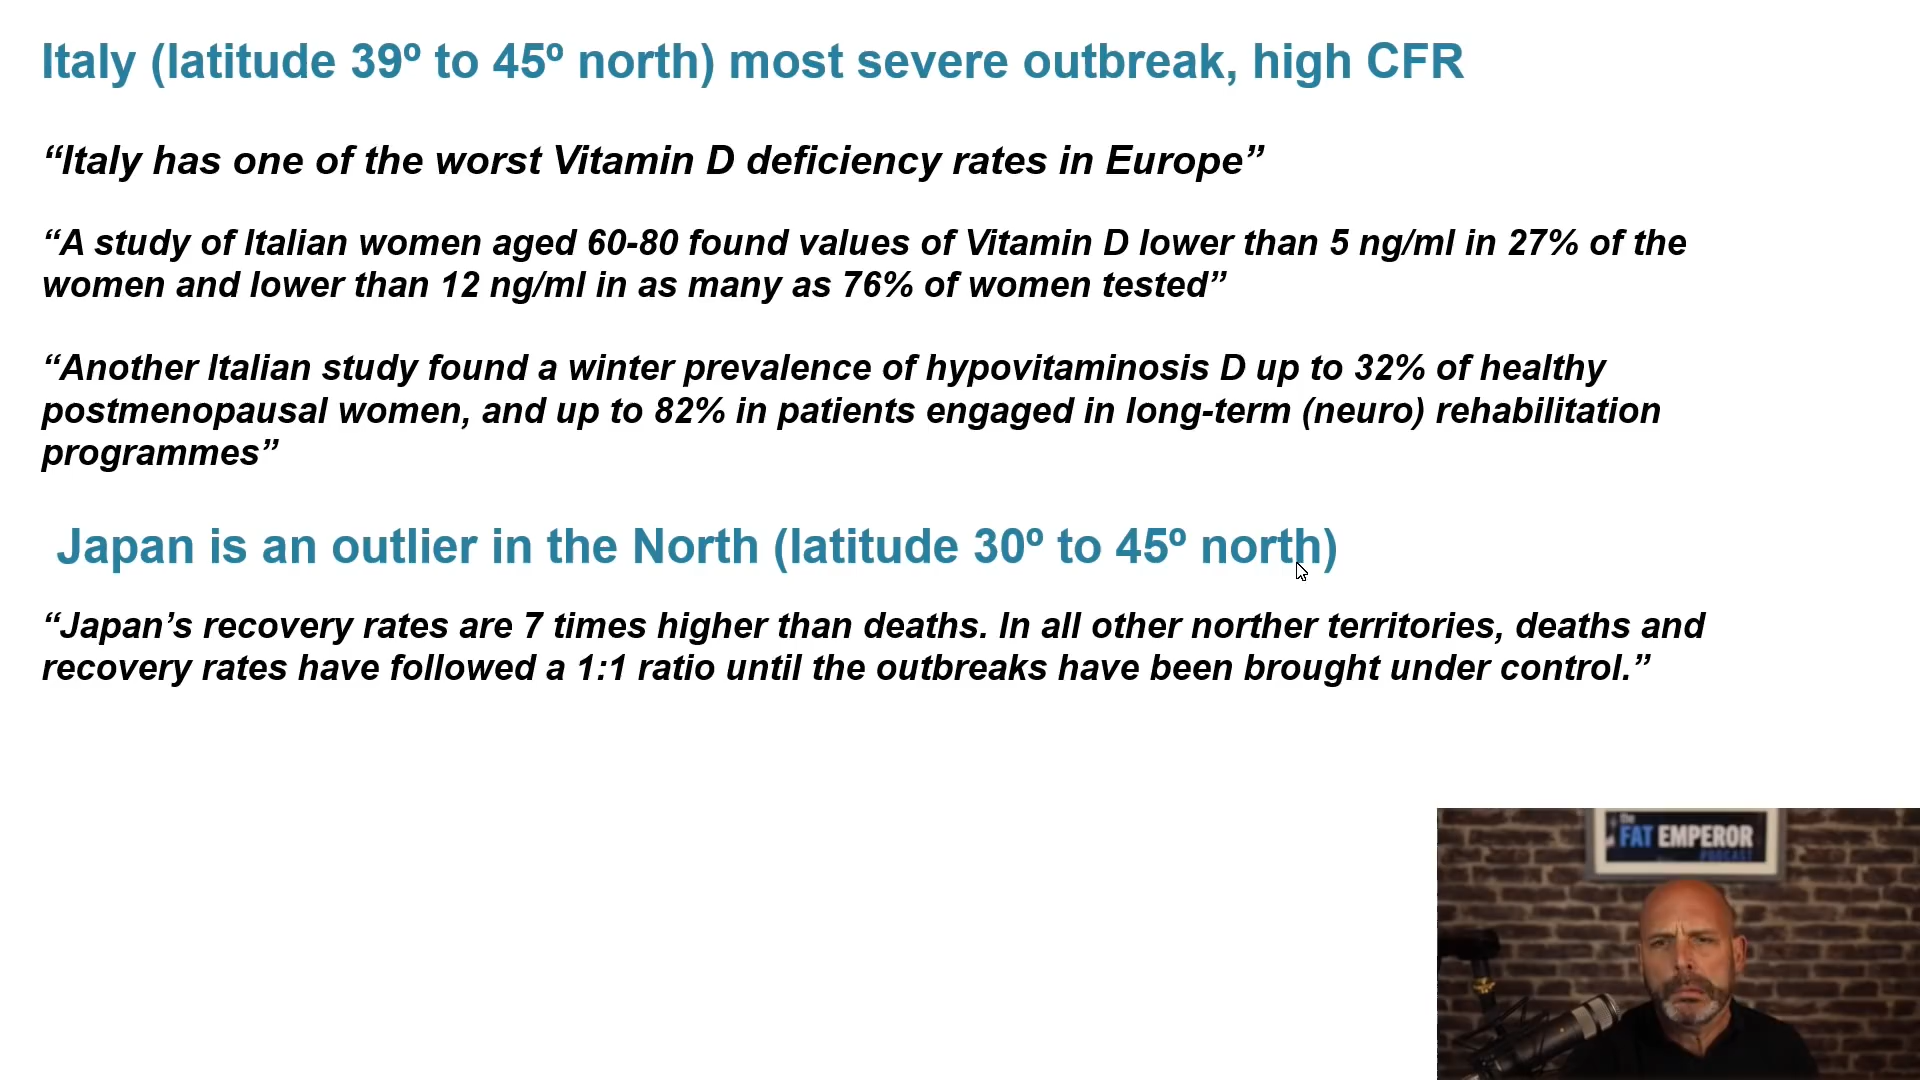 Italy (latitude 39º to 45º north) most severe outbreak, high CFR
“Italy has one of the worst Vitamin D deficiency rates in Europe”
“A study of Italian women aged 60-80 found values of Vitamin D lower than 5 ng/ml in 27% of the
women and lower than 12 ng/ml in as many as 76% of women tested”
“Another Italian study found a winter prevalence of hypovitaminosis D up to 32% of healthy
postmenopausal women, and up to 82% in patients engaged in long-term (neuro) rehabilitation
programmes”
Japan is an outlier in the North (latitude 30º to 45º north)
“Japan’s recovery rates are 7 times higher than deaths. In all other norther territories, deaths and
recovery rates have followed a 1:1 ratio until the outbreaks have been brought under control.”
the
FAT EMPEROR
PODCAST